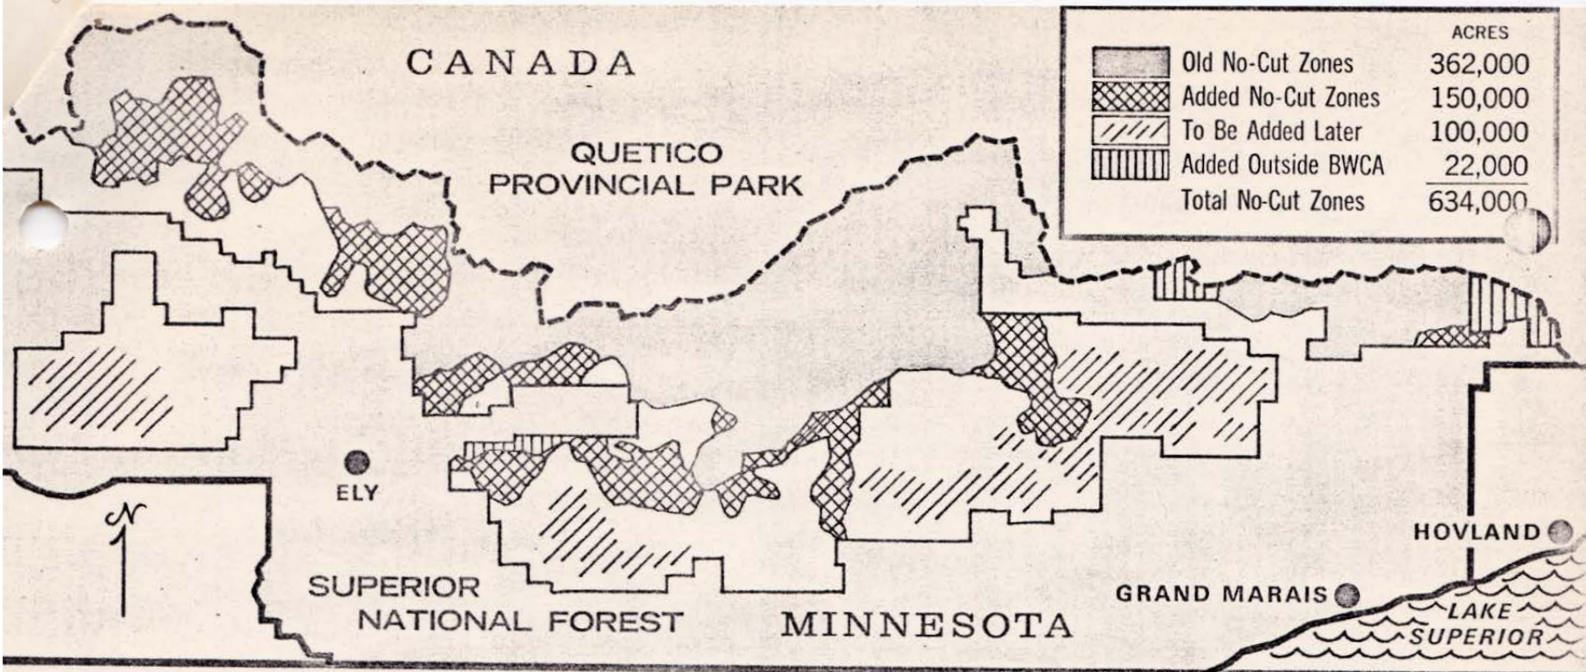 CANADA
QUETICO
PROVINCIAL PARK
ACRES
Old No-Cut Zones 362,000
Added No-Cut Zones 150,000
To Be Added Later 100,000
Added Outside BWCA 22,000
Total No-Cut Zones 634,000
ELY
N
SUPERIOR
NATIONAL FOREST
MINNESOTA
HOVLAND
GRAND MARAIS
LAKE
SUPERIOR